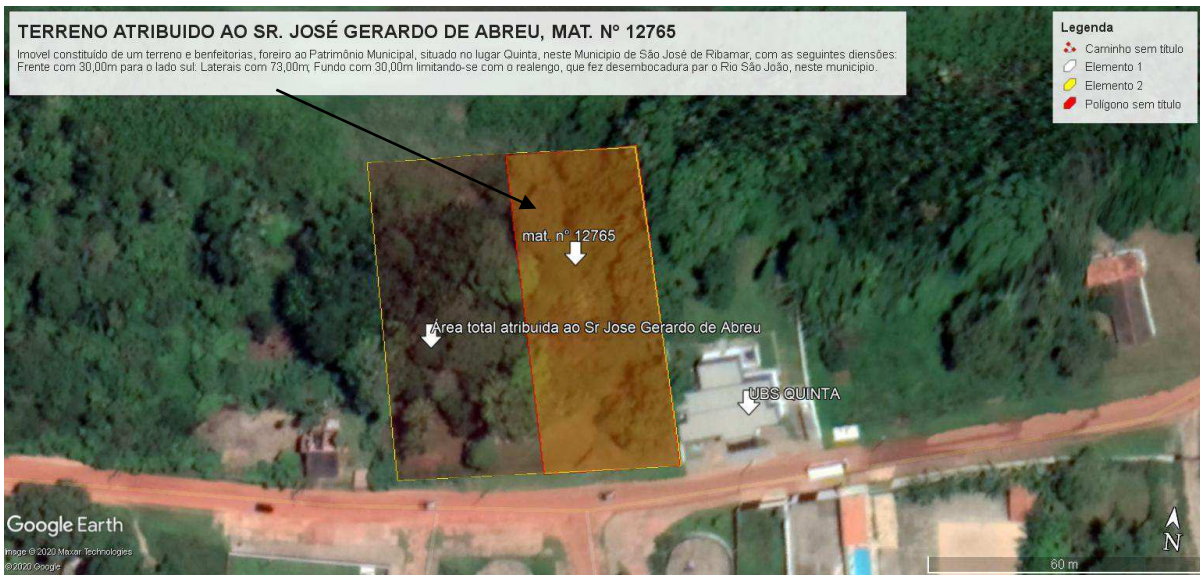 TERRENO ATRIBUIDO AO SR. JOSÉ GERARDO DE ABREU, MAT. Nº 12765
Imovel constituído de um terreno e benfeitorias, foreiro ao Patrimônio Municipal, situado no lugar Quinta, neste Municipio de São José de Ribamar, com as seguintes diensões:
Frente com 30,00m para o lado sul: Laterais com 73,00m; Fundo com 30,00m limitando-se com o realengo, que fez desembocadura par o Rio São João, neste municipio.
Legenda
Caminho sem título
Elemento 1
Elemento 2
Polígono sem título
mat. nº 12765
Área total atribuida ao Sr Jose Gerardo de Abreu
UBS QUINTA
Google Earth
Image © 2020 Maxar Technologies
© 2020 Google
N
60 m